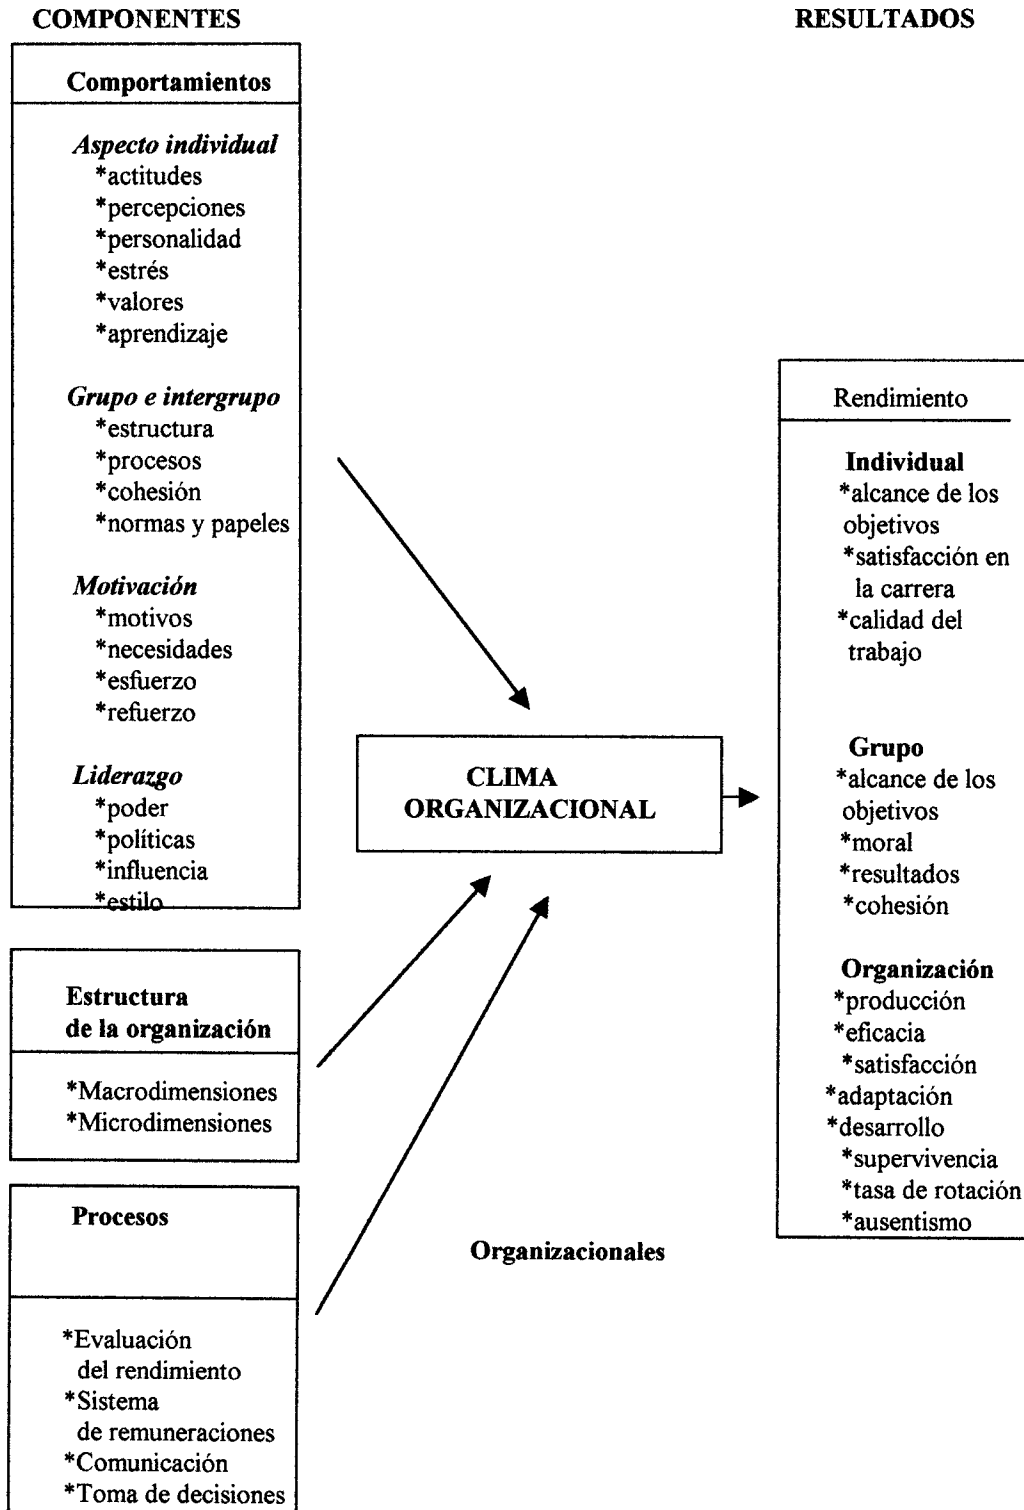 COMPONENTES
Comportamientos
Aspecto individual
*actitudes
*percepciones
*personalidad
*estrés
*valores
*aprendizaje
Grupo e intergrupo
*estructura
*procesos
*cohesión
*normas y papeles
Motivación
*motivos
*necesidades
*esfuerzo
*refuerzo
Liderazgo
*poder
*políticas
*influencia
*estilo
Estructura
de la organización
*Macrodimensiones
*Microdimensiones
Procesos
*Evaluación
del rendimiento
*Sistema
de remuneraciones
*Comunicación
*Toma de decisiones
CLIMA
ORGANIZACIONAL
Organizacionales
RESULTADOS
Rendimiento
Individual
*alcance de los
objetivos
*satisfacción en
la carrera
*calidad del
trabajo
Grupo
*alcance de los
objetivos
*moral
*resultados
*cohesión
Organización
*producción
*eficacia
*satisfacción
*adaptación
*desarrollo
*supervivencia
*tasa de rotación
*ausentismo